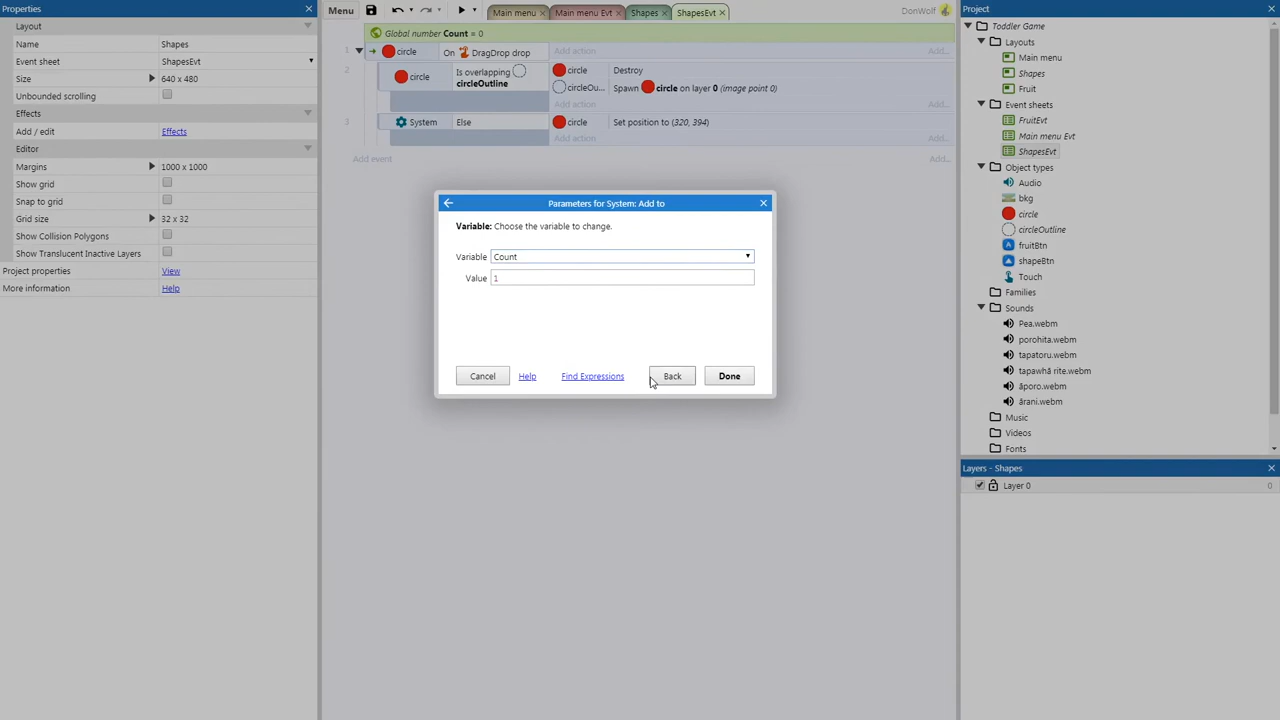 Properties
Layout
Name Shapes
Event sheet ShapesEvt
Size 640 x 480
Unbounded scrolling
Effects
Add / edit Effects
Editor
Margins 1000 x 1000
Show grid
Snap to grid
Grid size 32 x 32
Show Collision Polygons
Show Translucent Inactive Layers
Project properties View
More information Help
Menu
Main menu
Main menu Evt
Shapes
ShapesEvt
DonWolf
Global number Count = 0
1 circle On DragDrop drop Add action Add...
2 circle Is overlapping circleOutline
circle Destroy
circleOu... Spawn circle on layer 0 (image point 0)
Add action
3 System Else circle Set position to (320, 394)
Add action
Add event Add...
Parameters for System: Add to
Variable: Choose the variable to change.
Variable Count
Value 1
Cancel Help Find Expressions Back Done
Project
Toddler Game
Layouts
Main menu
Shapes
Fruit
Event sheets
FruitEvt
Main menu Evt
ShapesEvt
Object types
Audio
bkg
circle
circleOutline
fruitBtn
shapeBtn
Touch
Families
Sounds
Pea.webm
porohita.webm
tapatoru.webm
tapawhā rite.webm
āporo.webm
ārani.webm
Music
Videos
Fonts
Layers - Shapes
Layer 0 0